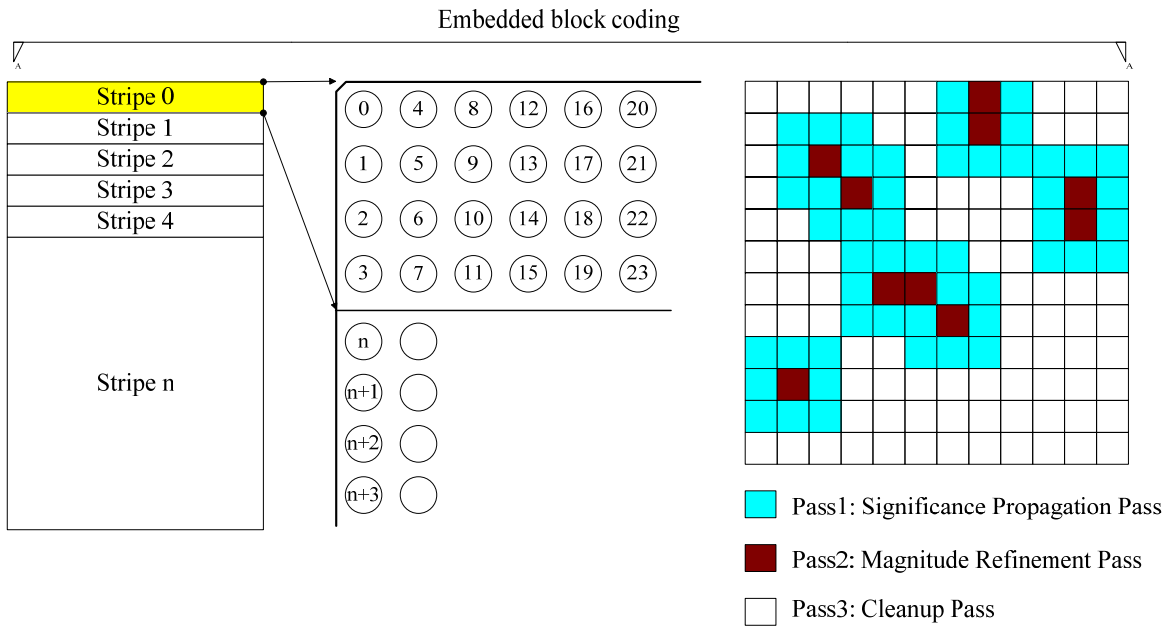 Embedded block coding
A A
Stripe 0
Stripe 1
Stripe 2
Stripe 3
Stripe 4
Stripe n
0 4 8 12 16 20
1 5 9 13 17 21
2 6 10 14 18 22
3 7 11 15 19 23
n
n+1
n+2
n+3
Pass1: Significance Propagation Pass
Pass2: Magnitude Refinement Pass
Pass3: Cleanup Pass